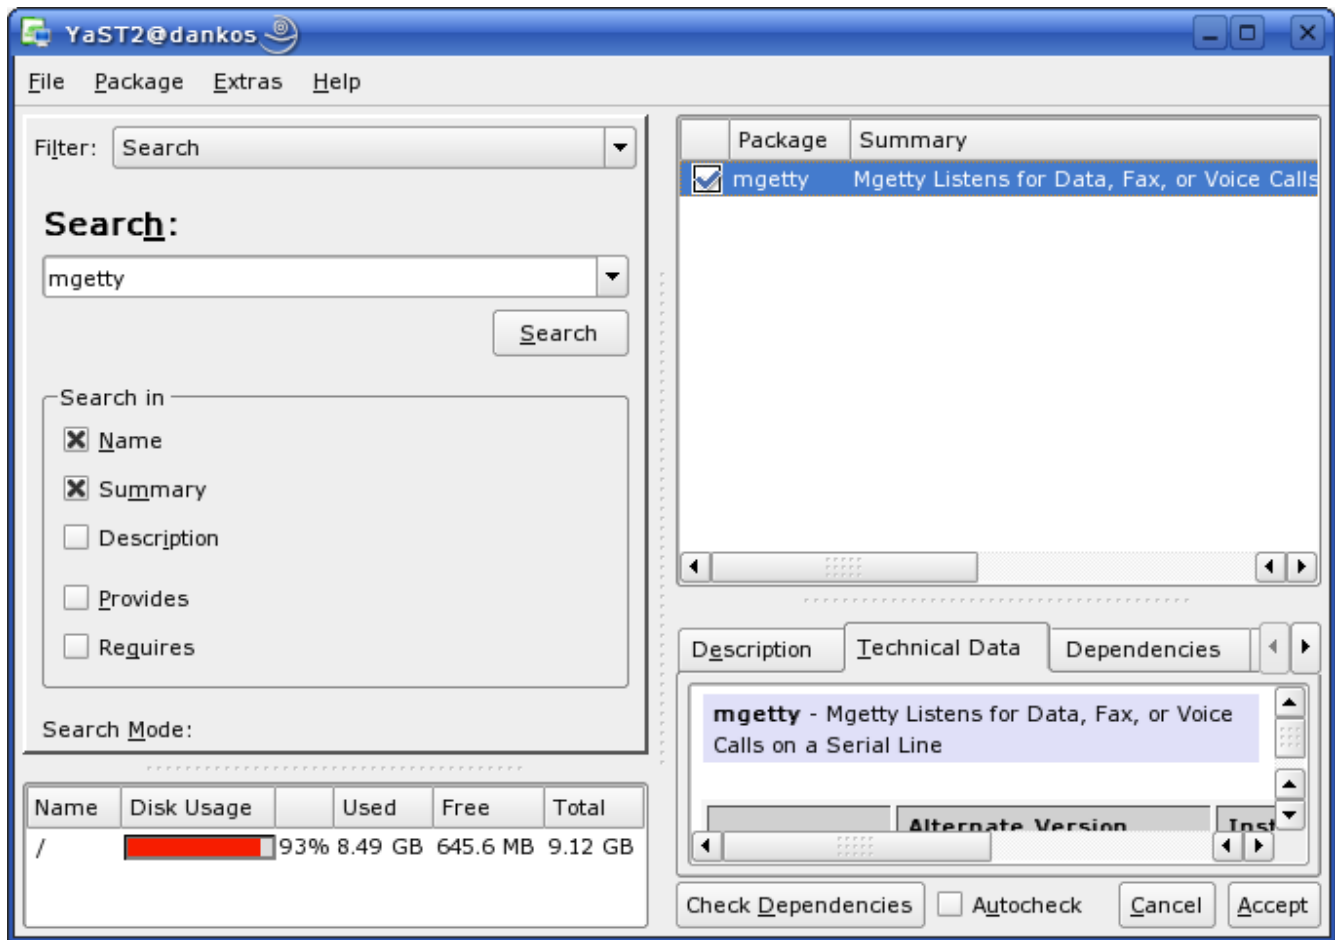 YaST2@dankos
File Package Extras Help
Filter: Search
Search:
mgetty
Search
Search in
Name
Summary
Description
Provides
Requires
Search Mode:
Name Disk Usage Used Free Total
/ 93% 8.49 GB 645.6 MB 9.12 GB
Package Summary
mgetty Mgetty Listens for Data, Fax, or Voice Calls
Description Technical Data Dependencies
mgetty - Mgetty Listens for Data, Fax, or Voice
Calls on a Serial Line
Alternate Version Inst
Check Dependencies Autocheck Cancel Accept